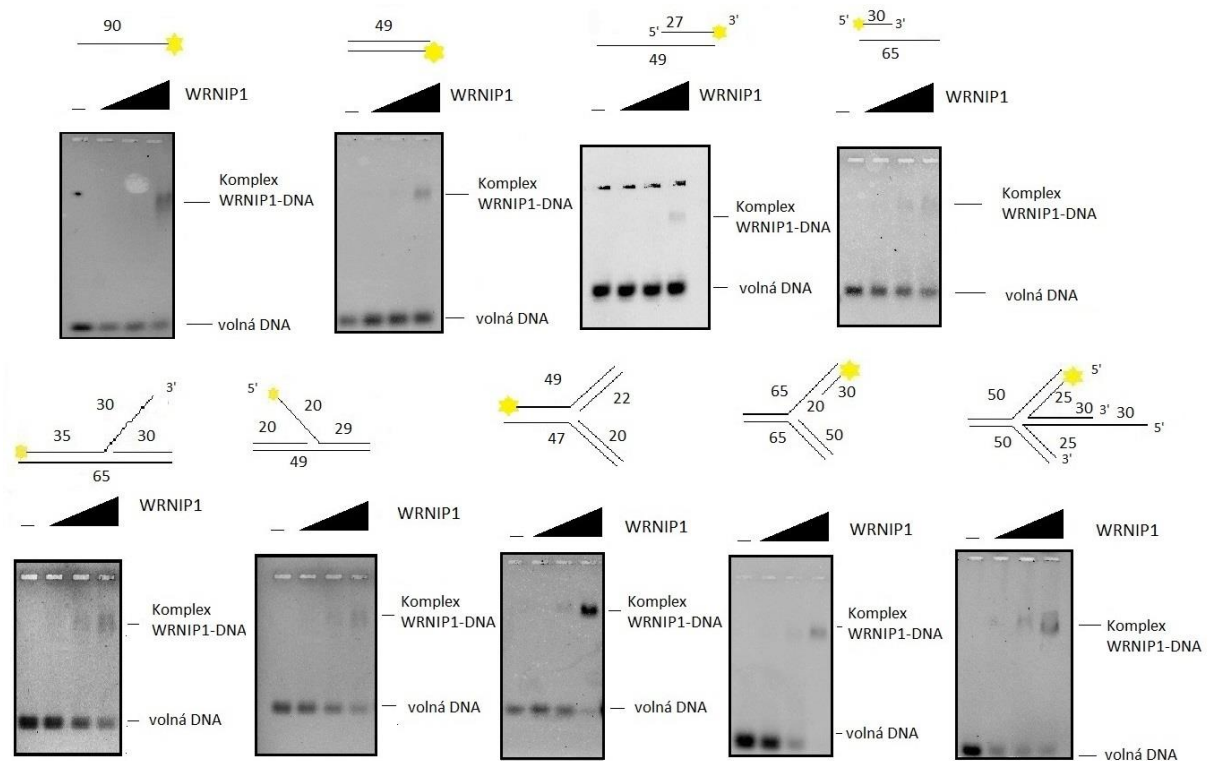 90
WRNIP1
Komplex
WRNIP1-DNA
volná DNA
49
WRNIP1
Komplex
WRNIP1-DNA
volná DNA
5' 27 3'
49
WRNIP1
Komplex
WRNIP1-DNA
volná DNA
5' 30 3'
65
WRNIP1
Komplex
WRNIP1-DNA
volná DNA
3'
30
35 30
65
WRNIP1
Komplex
WRNIP1-DNA
volná DNA
5'
20
20 29
49
WRNIP1
Komplex
WRNIP1-DNA
volná DNA
49
22
47 20
WRNIP1
Komplex
WRNIP1-DNA
volná DNA
65 30
20
65 50
WRNIP1
Komplex
WRNIP1-DNA
volná DNA
50 5'
25
30 3' 30
5'
50 25
3'
WRNIP1
Komplex
WRNIP1-DNA
volná DNA